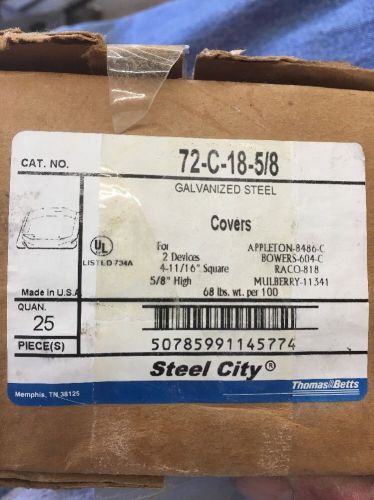 CAT. NO.
72-C-18-5/8
GALVANIZED STEEL
Covers
UL
LISTED 734A
For
2 Devices
4-11/16" Square
5/8" High
APPLETON-8486-C
BOWERS-604-C
RACO-818
MULBERRY-11341
68 lbs. wt. per 100
Made in U.S.A
QUAN.
25
PIECE(S)
50785991145774
Steel City®
Memphis, TN 38125
Thomas&Betts